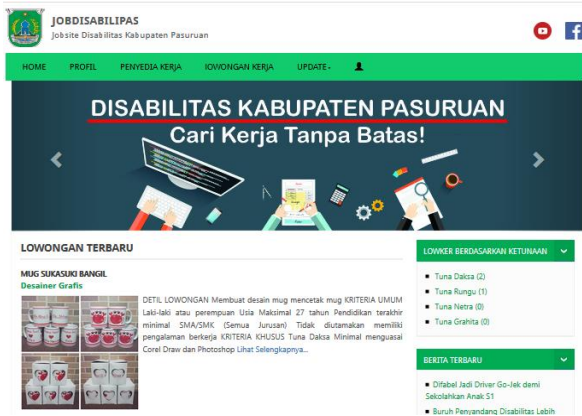 JOBDISABILIPAS
Jobsite Disabilitas Kabupaten Pasuruan
HOME PROFIL PENYEDIA KERJA lOWONGAN KERJA UPDATE
DISABILITAS KABUPATEN PASURUAN
Cari Kerja Tanpa Batas!
LOWONGAN TERBARU
MUG SUKASUKI BANGIL
Desainer Grafis
DETIL LOWONGAN Membuat desain mug mencetak mug KRITERIA UMUM
Laki-laki atau perempuan Usia Maksimal 27 tahun Pendidikan terakhir
minimal SMA/SMK (Semua Jurusan) Tidak diutamakan memiliki
pengalaman berkerja KRITERIA KHUSUS Tuna Daksa Minimal menguasai
Corel Draw dan Photoshop Lihat Selengkapnya...
LOWKER BERDASARKAN KETUNAAN
Tuna Daksa (2)
Tuna Rungu (1)
Tuna Netra (0)
Tuna Grahita (0)
BERITA TERBARU
Difabel Jadi Driver Go-Jek demi
Sekolahkan Anak S1
Buruh Penyandang Disabilitas Lebih